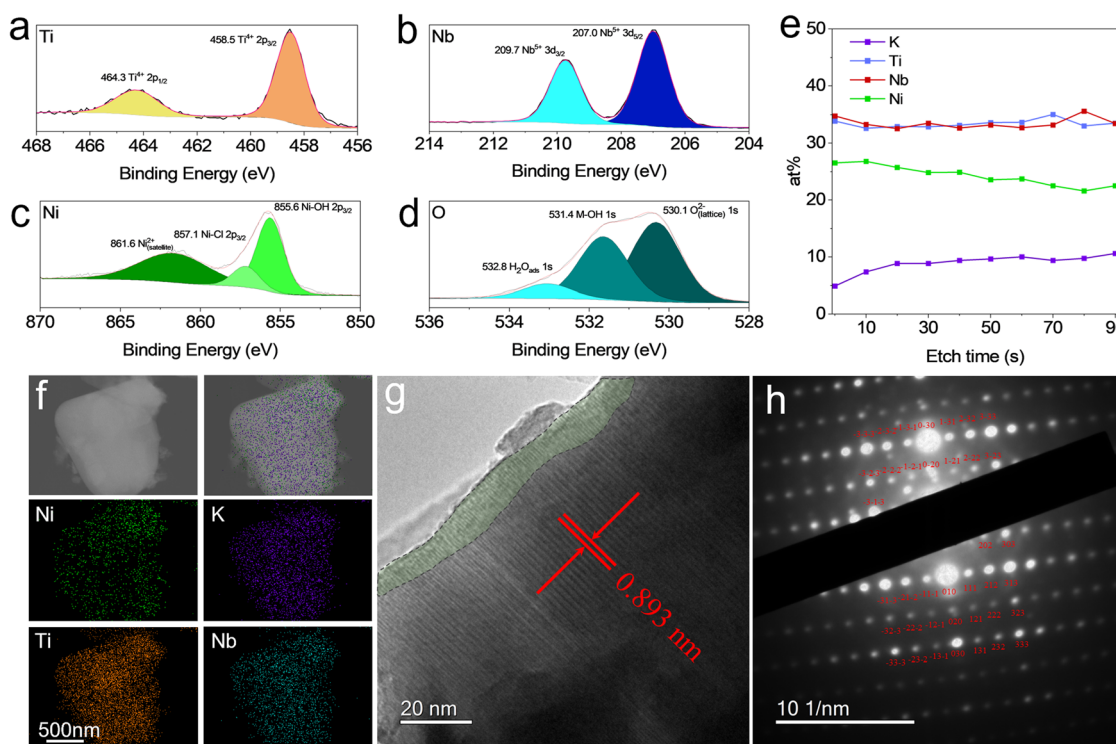 a
Ti
458.5 Ti⁴⁺ 2p₃/₂
464.3 Ti⁴⁺ 2p₁/₂
468 466 464 462 460 458 456
Binding Energy (eV)
b
Nb
207.0 Nb⁵⁺ 3d₅/₂
209.7 Nb⁵⁺ 3d₃/₂
214 212 210 208 206 204
Binding Energy (eV)
c
Ni
855.6 Ni-OH 2p₃/₂
857.1 Ni-Cl 2p₃/₂
861.6 Ni²⁺(satellite)
870 865 860 855 850
Binding Energy (eV)
d
O
531.4 M-OH 1s
530.1 O²⁻(lattice) 1s
532.8 H₂Oads 1s
536 534 532 530 528
Binding Energy (eV)
e
K
Ti
Nb
Ni
50
40
30
20
10
0
at%
10 30 50 70 9
Etch time (s)
f
Ni
K
Ti
Nb
500nm
g
0.893 nm
20 nm
h
0-30
0-20
010
10 1/nm